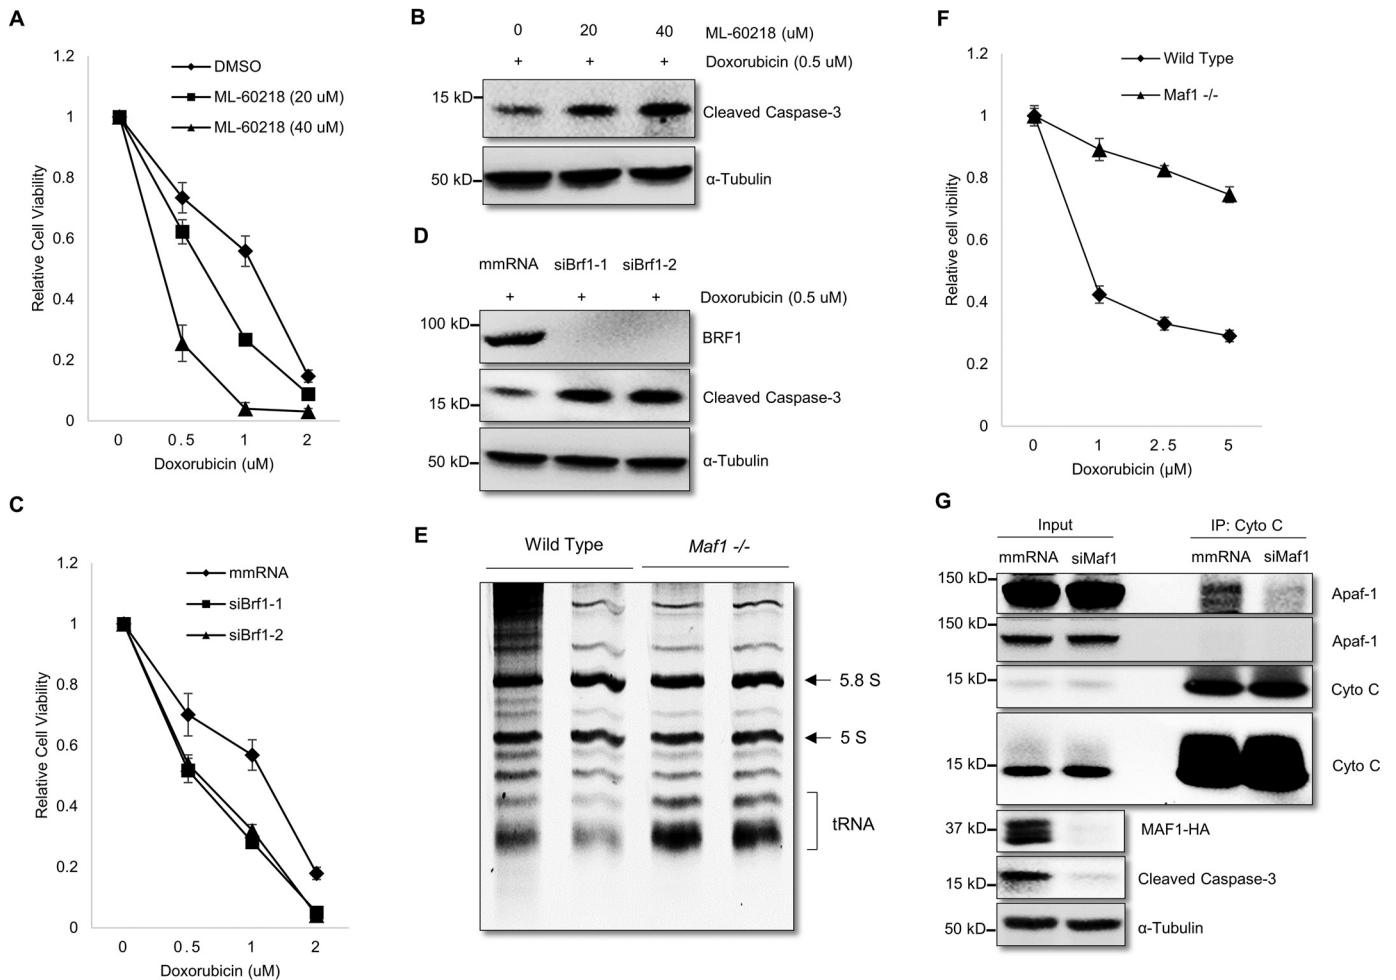 A
1.2
1
0.8
0.6
0.4
0.2
0
Relative Cell Viability
DMSO
ML-60218 (20 uM)
ML-60218 (40 uM)
0 0.5 1 2
Doxorubicin (uM)
B
0 20 40 ML-60218 (uM)
+ + + Doxorubicin (0.5 uM)
15 kD Cleaved Caspase-3
50 kD α-Tubulin
C
1.2
1
0.8
0.6
0.4
0.2
0
Relative Cell Viability
mmRNA
siBrf1-1
siBrf1-2
0 0.5 1 2
Doxorubicin (uM)
D
mmRNA siBrf1-1 siBrf1-2
+ + + Doxorubicin (0.5 uM)
100 kD BRF1
15 kD Cleaved Caspase-3
50 kD α-Tubulin
E
Wild Type Maf1 -/-
5.8 S
5 S
tRNA
F
1.2
1
0.8
0.6
0.4
0.2
0
Relative cell vibility
Wild Type
Maf1 -/-
0 1 2.5 5
Doxorubicin (µM)
G
Input IP: Cyto C
mmRNA siMaf1 mmRNA siMaf1
150 kD Apaf-1
150 kD Apaf-1
15 kD Cyto C
15 kD Cyto C
37 kD MAF1-HA
15 kD Cleaved Caspase-3
50 kD α-Tubulin